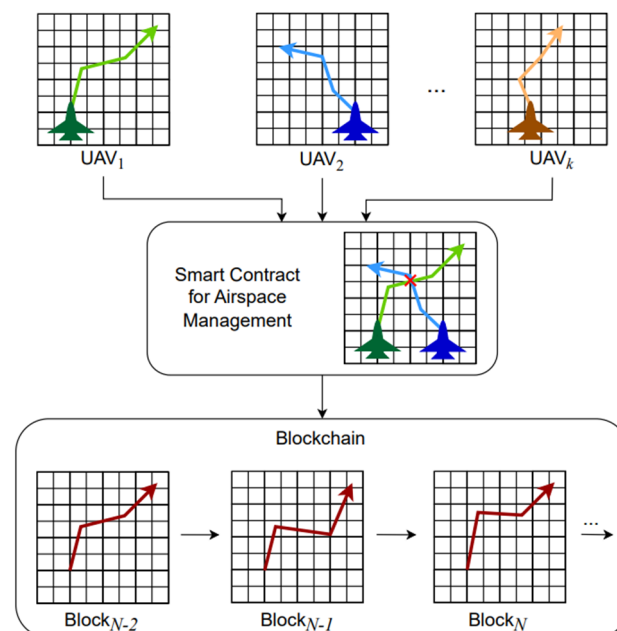 UAV1
UAV2
...
UAVk
Smart Contract
for Airspace
Management
Blockchain
...
BlockN-2
BlockN-1
BlockN